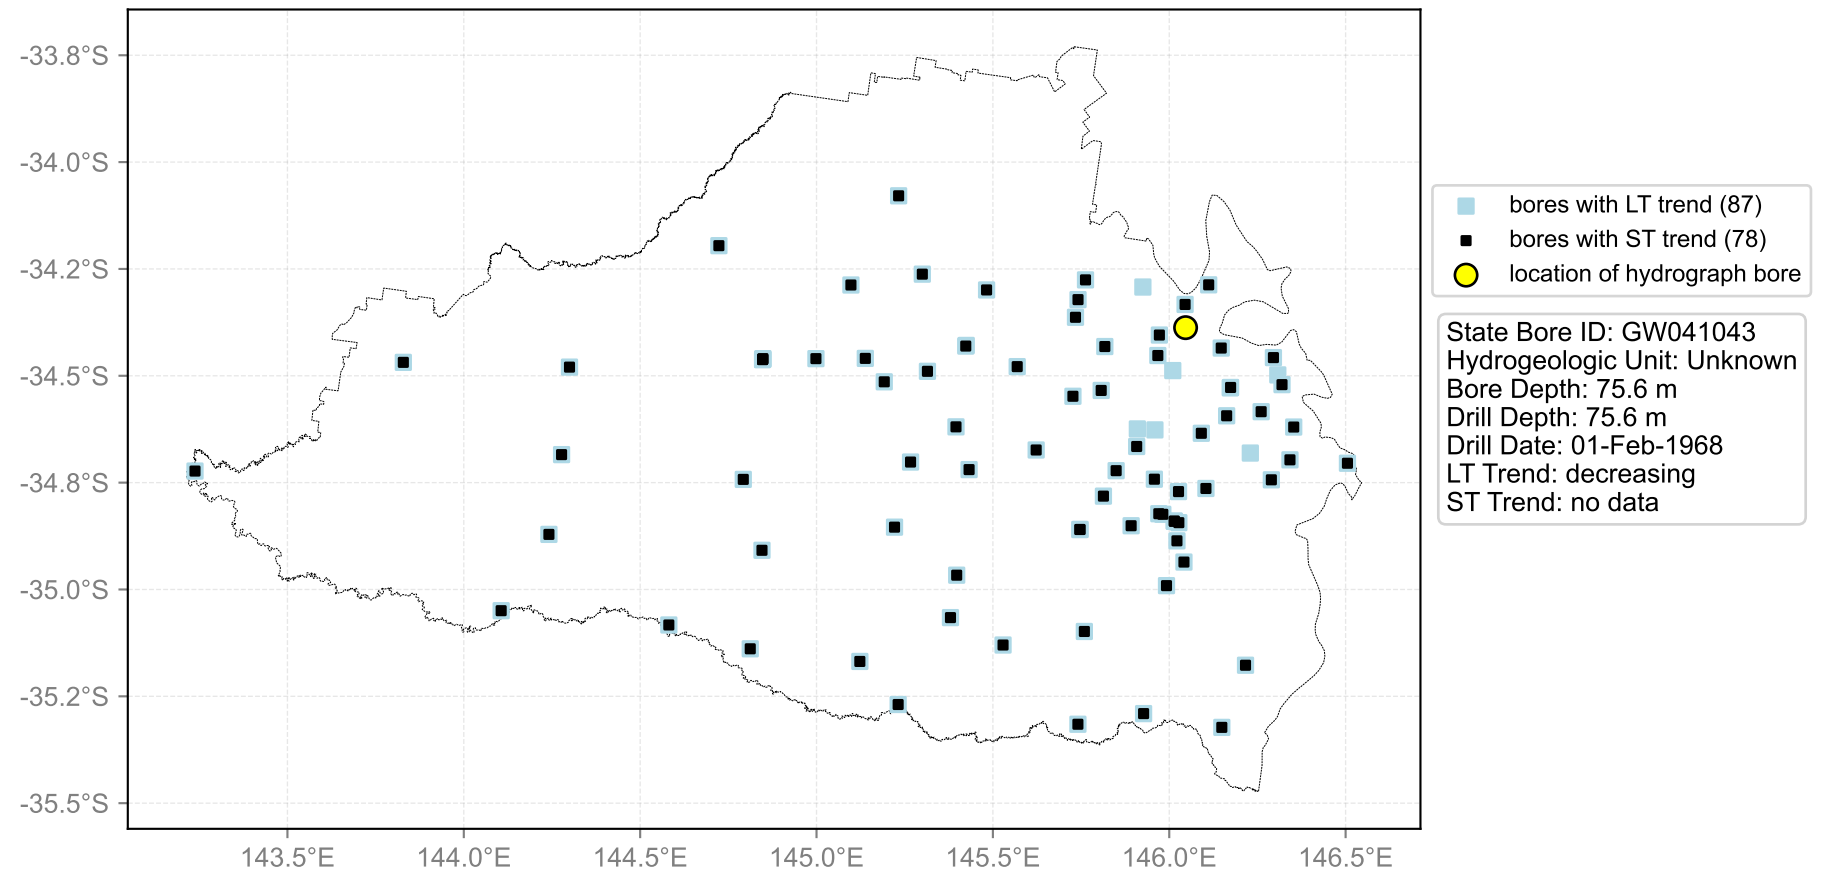 -33.8°S
-34.0°S
-34.2°S
-34.5°S
-34.8°S
-35.0°S
-35.2°S
-35.5°S
143.5°E
144.0°E
144.5°E
145.0°E
145.5°E
146.0°E
146.5°E
bores with LT trend (87)
bores with ST trend (78)
location of hydrograph bore
State Bore ID: GW041043
Hydrogeologic Unit: Unknown
Bore Depth: 75.6 m
Drill Depth: 75.6 m
Drill Date: 01-Feb-1968
LT Trend: decreasing
ST Trend: no data